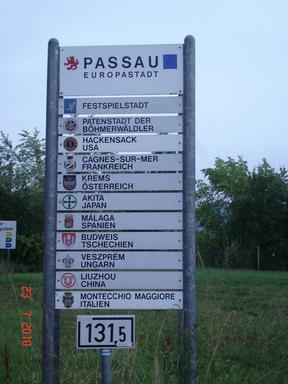 PASSAU
EUROPASTADT
FESTSPIELSTADT
PATENSTADT DER
BÖHMERWÄLDLER
HACKENSACK
USA
CAGNES-SUR-MER
FRANKREICH
KREMS
ÖSTERREICH
AKITA
JAPAN
MÁLAGA
SPANIEN
BUDWEIS
TSCHECHIEN
VESZPRÉM
UNGARN
LIUZHOU
CHINA
MONTECCHIO MAGGIORE
ITALIEN
131,5
23 7 2010